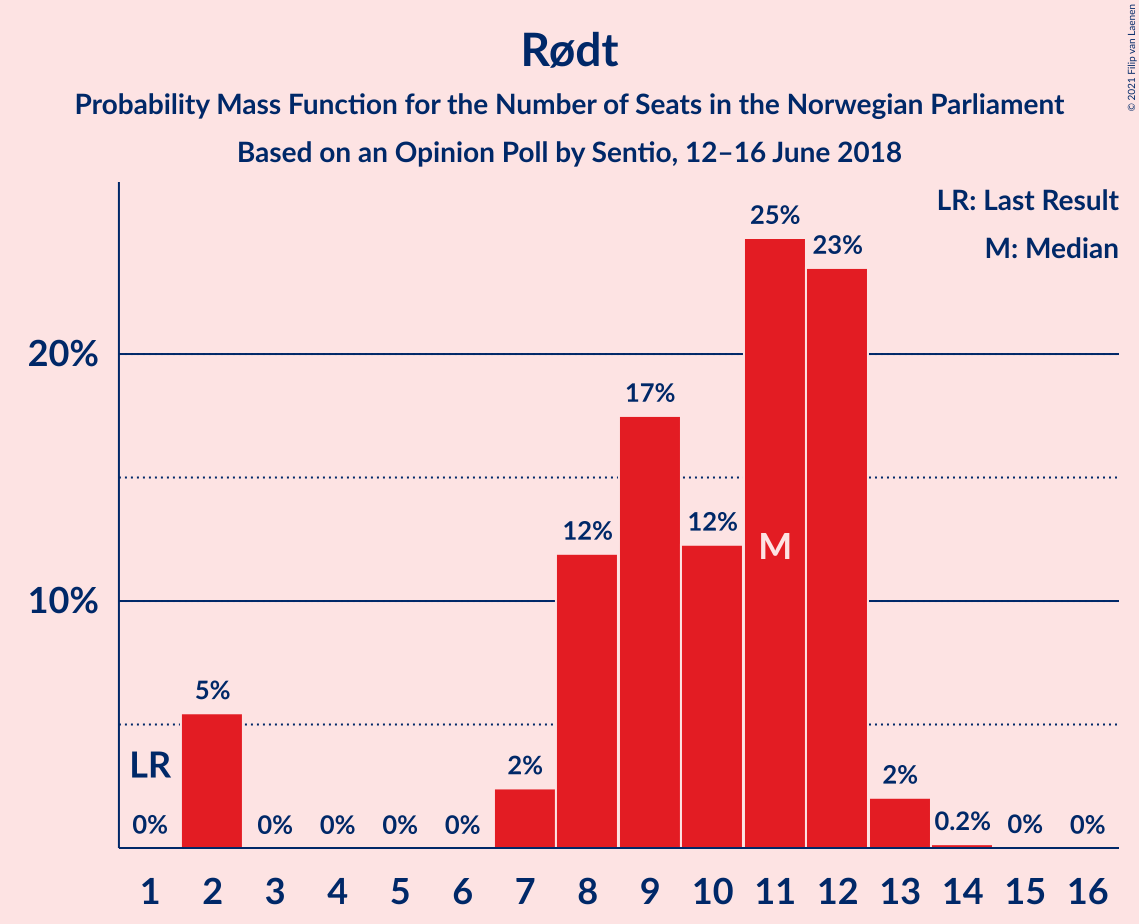 Rødt
Probability Mass Function for the Number of Seats in the Norwegian Parliament
Based on an Opinion Poll by Sentio, 12–16 June 2018
© 2021 Filip van Laenen
LR: Last Result
M: Median
25%
23%
20%
17%
12%
12%
M
10%
5%
LR
2%
2%
0%
0%
0%
0%
0%
0.2%
0%
0%
1 2 3 4 5 6 7 8 9 10 11 12 13 14 15 16